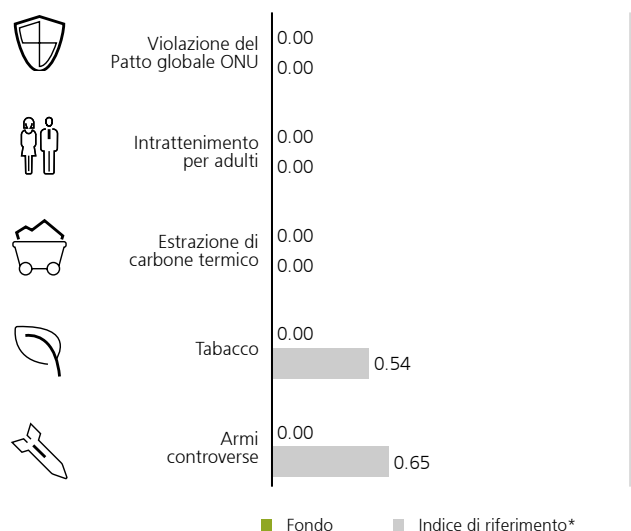 Violazione del
Patto globale ONU
0.00
0.00
Intrattenimento
per adulti
0.00
0.00
Estrazione di
carbone termico
0.00
0.00
Tabacco
0.00
0.54
Armi
controverse
0.00
0.65
Fondo Indice di riferimento*